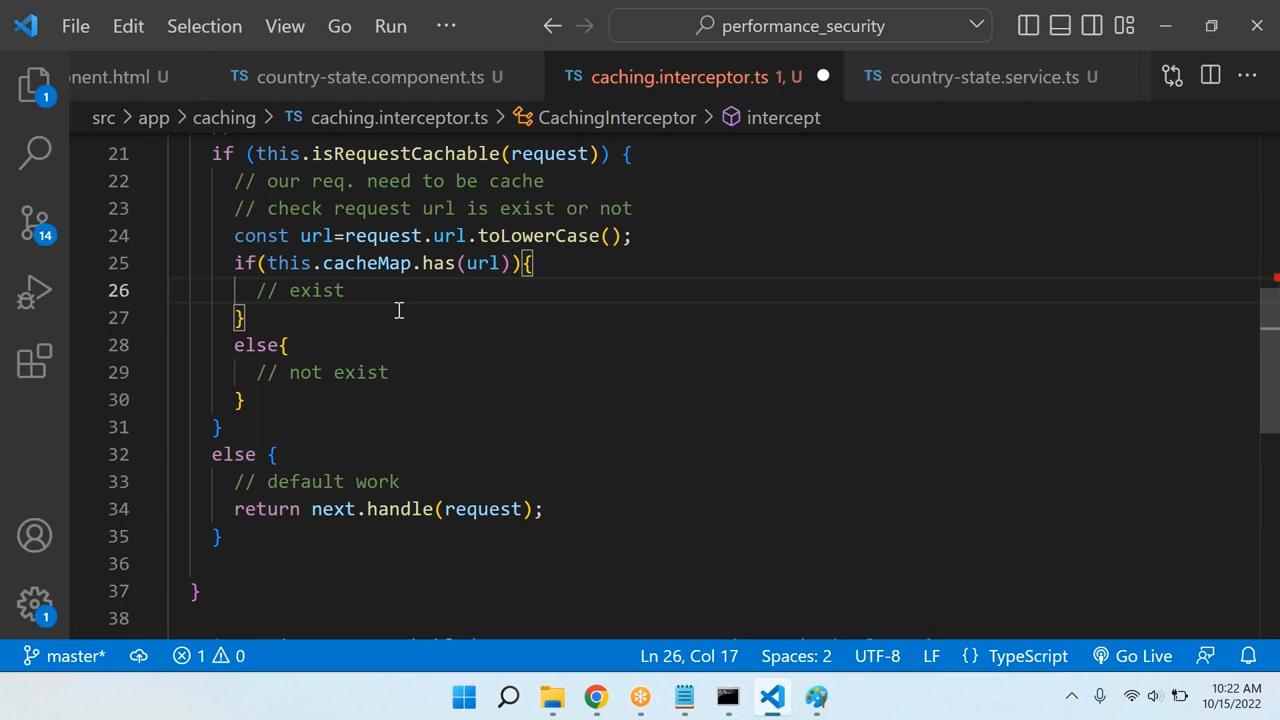 File Edit Selection View Go Run ··· performance_security
onent.html U TS country-state.component.ts U TS caching.interceptor.ts 1, U TS country-state.service.ts U ···
src > app > caching > TS caching.interceptor.ts > CachingInterceptor > intercept
21 if (this.isRequestCachable(request)) {
22 // our req. need to be cache
23 // check request url is exist or not
24 const url=request.url.toLowerCase();
25 if(this.cacheMap.has(url)){
26 // exist
27 }
28 else{
29 // not exist
30 }
31 }
32 else {
33 // default work
34 return next.handle(request);
35 }
36
37 }
38
1
14
1
master* 1 0 Ln 26, Col 17 Spaces: 2 UTF-8 LF {} TypeScript Go Live
10:22 AM
10/15/2022